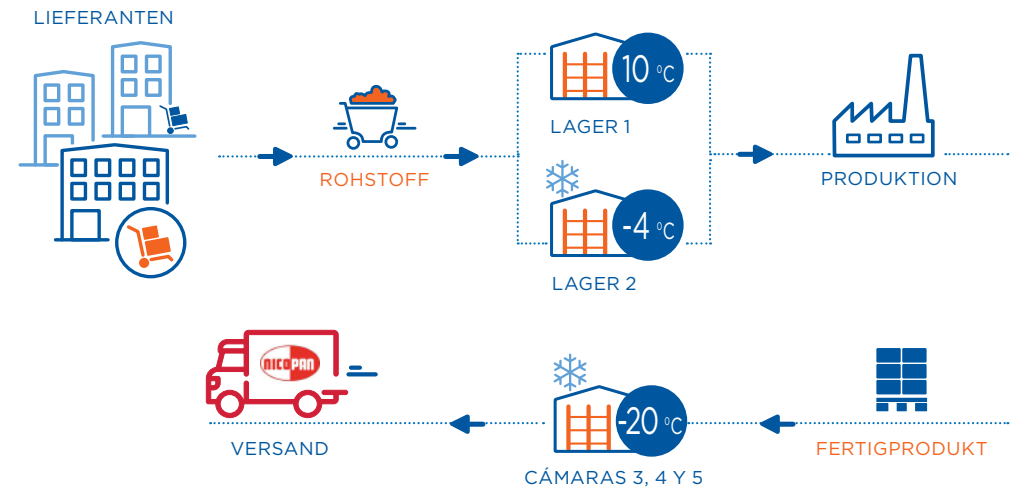 LIEFERANTEN
10 °C
LAGER 1
ROHSTOFF
PRODUKTION
-4 °C
LAGER 2
NICOPAN
VERSAND
-20 °C
CÁMARAS 3, 4 Y 5
FERTIGPRODUKT